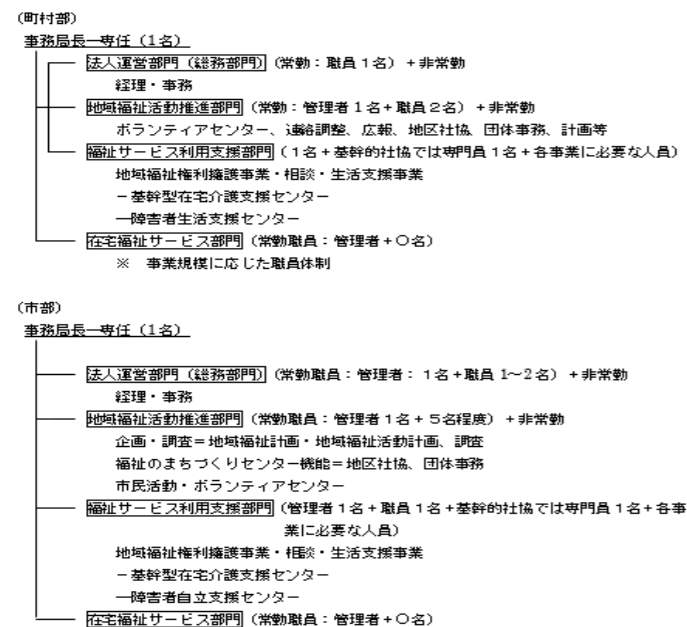 （町村部）
事務局長―専任（1名）
法人運営部門（総務部門）（常勤：職員１名）＋非常勤
経理・事務
地域福祉活動推進部門（常勤：管理者１名＋職員２名）＋非常勤
ボランティアセンター、連絡調整、広報、地区社協、団体事務、計画等
福祉サービス利用支援部門（１名＋基幹的社協では専門員１名＋各事業に必要な人員）
地域福祉権利擁護事業・相談・生活支援事業
－基幹型在宅介護支援センター
―障害者生活支援センター
在宅福祉サービス部門（常勤職員：管理者＋〇名）
※　事業規模に応じた職員体制
（市部）
事務局長―専任（1名）
法人運営部門（総務部門）（常勤職員：管理者：１名＋職員 1～2 名）＋非常勤
経理・事務
地域福祉活動推進部門（常勤職員：管理者１名＋５名程度）＋非常勤
企画・調査＝地域福祉計画・地域福祉活動計画、調査
福祉のまちづくりセンター機能＝地区社協、団体事務
市民活動・ボランティアセンター
福祉サービス利用支援部門（管理者１名＋職員１名＋基幹的社協では専門員１名＋各事
業に必要な人員）
地域福祉権利擁護事業・相談・生活支援事業
－基幹型在宅介護支援センター
―障害者自立支援センター
在宅福祉サービス部門（常勤職員：管理者＋〇名）